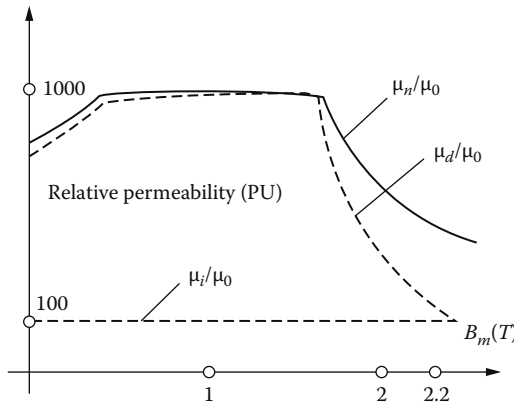 1000
μn/μ0
μd/μ0
Relative permeability (PU)
μi/μ0
100
Bm(T)
1
2
2.2